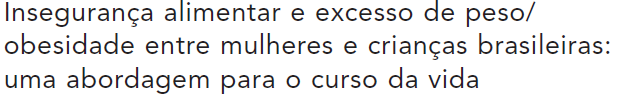 Insegurança alimentar e excesso de peso/
obesidade entre mulheres e crianças brasileiras:
uma abordagem para o curso da vida